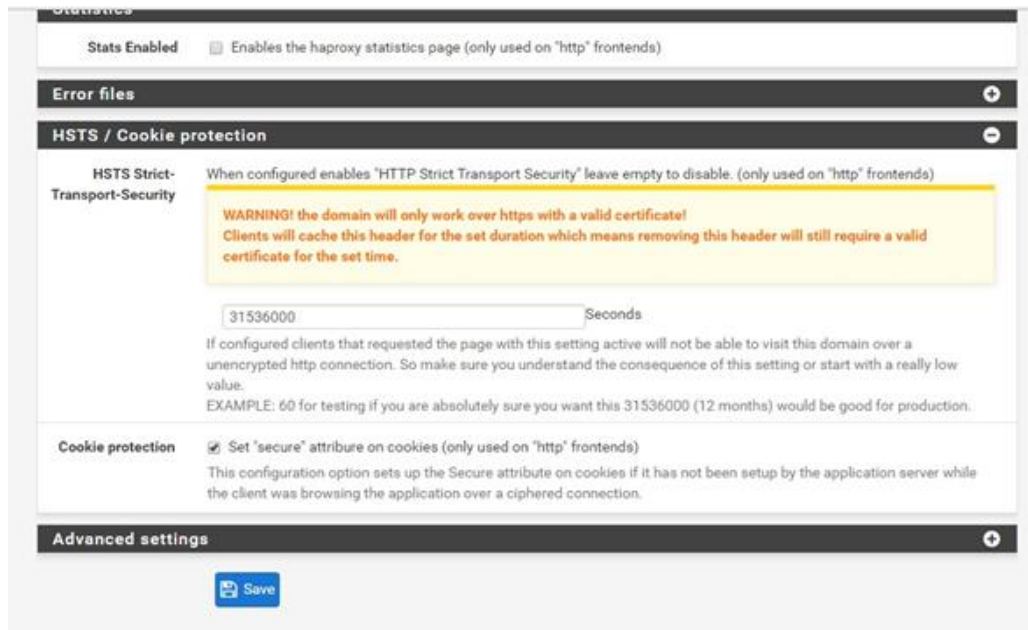 Statistics
Stats Enabled
Enables the haproxy statistics page (only used on "http" frontends)
Error files
HSTS / Cookie protection
HSTS Strict-
Transport-Security
When configured enables "HTTP Strict Transport Security" leave empty to disable. (only used on "http" frontends)
WARNING! the domain will only work over https with a valid certificate!
Clients will cache this header for the set duration which means removing this header will still require a valid
certificate for the set time.
31536000 Seconds
If configured clients that requested the page with this setting active will not be able to visit this domain over a
unencrypted http connection. So make sure you understand the consequence of this setting or start with a really low
value.
EXAMPLE: 60 for testing if you are absolutely sure you want this 31536000 (12 months) would be good for production.
Cookie protection
Set "secure" attribure on cookies (only used on "http" frontends)
This configuration option sets up the Secure attribute on cookies if it has not been setup by the application server while
the client was browsing the application over a ciphered connection.
Advanced settings
Save